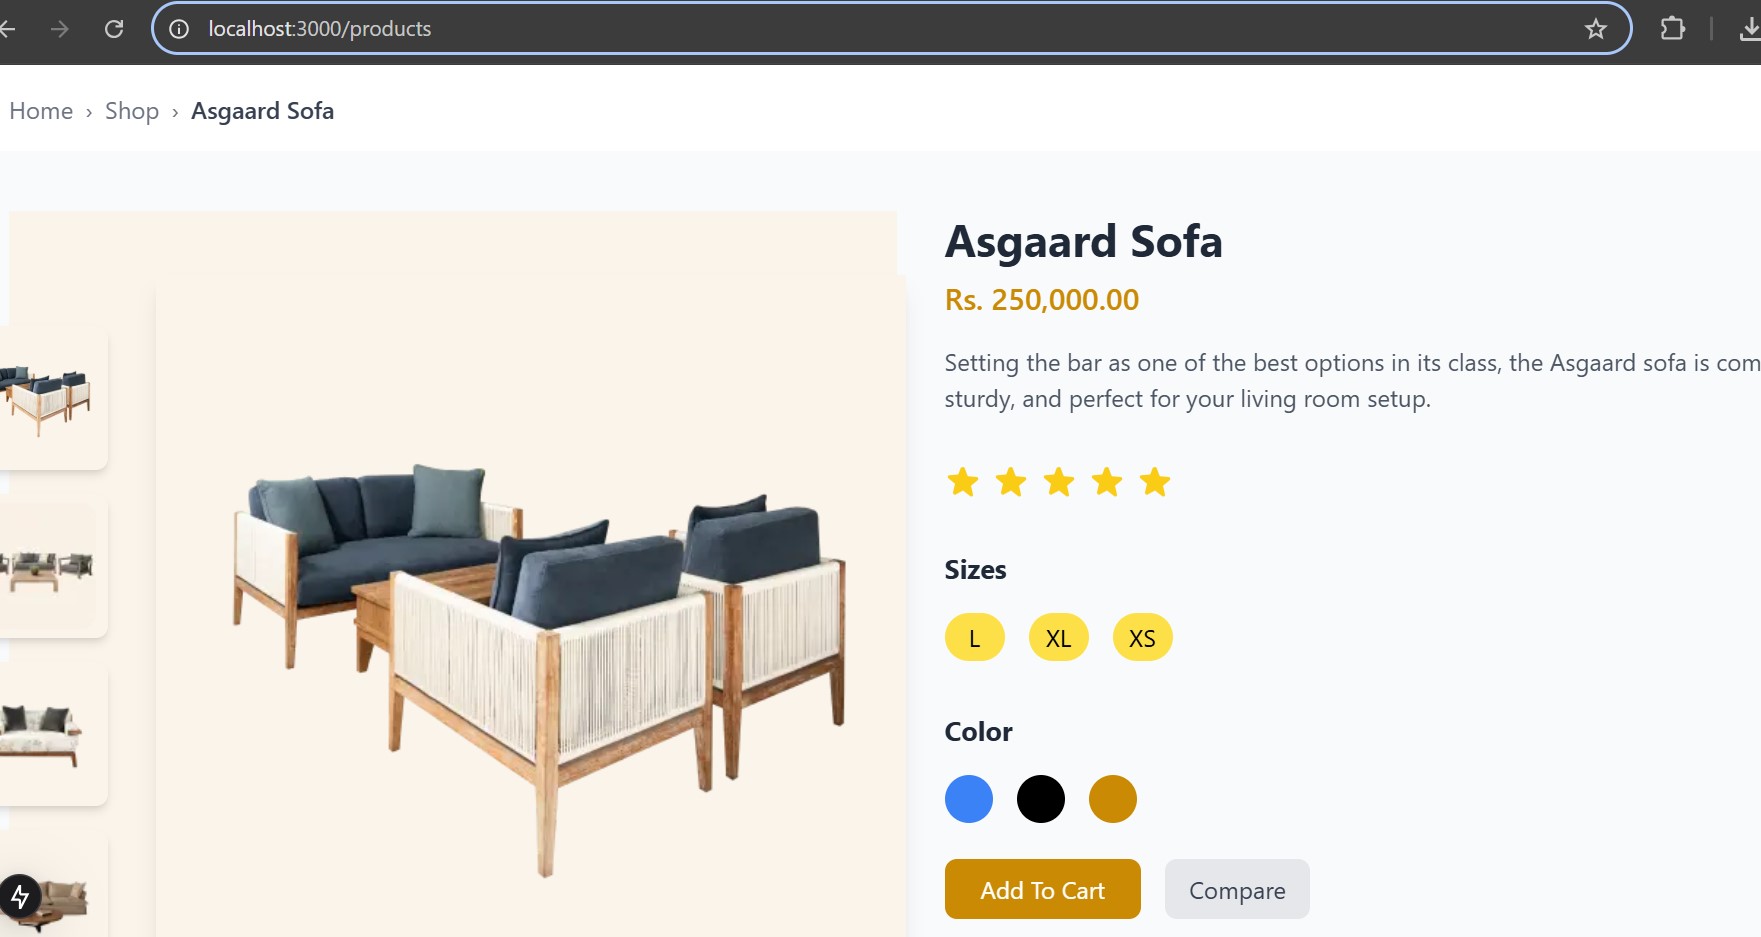 localhost:3000/products
Home › Shop › Asgaard Sofa
Asgaard Sofa
Rs. 250,000.00
Setting the bar as one of the best options in its class, the Asgaard sofa is com
sturdy, and perfect for your living room setup.
Sizes
L XL XS
Color
Add To Cart Compare